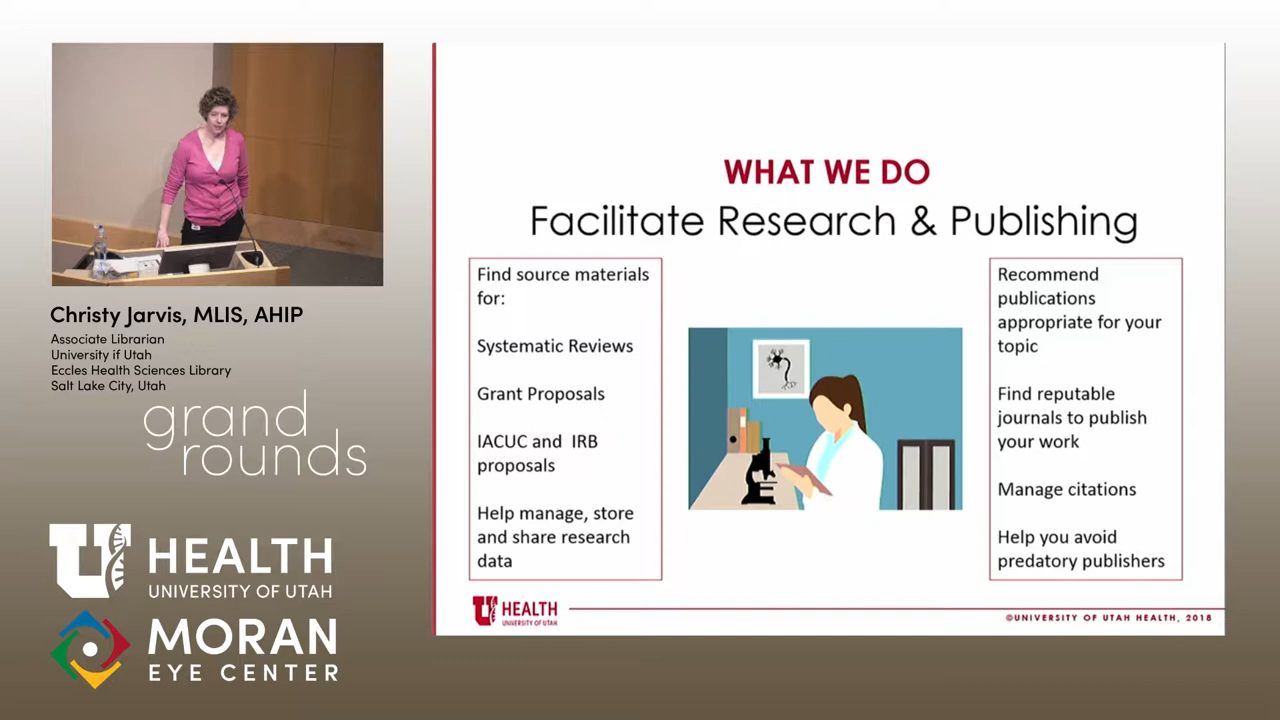 Christy Jarvis, MLIS, AHIP
Associate Librarian
University if Utah
Eccles Health Sciences Library
Salt Lake City, Utah
grand
rounds
U HEALTH
UNIVERSITY OF UTAH
MORAN
EYE CENTER
WHAT WE DO
Facilitate Research & Publishing
Find source materials
for:
Systematic Reviews
Grant Proposals
IACUC and IRB
proposals
Help manage, store
and share research
data
Recommend
publications
appropriate for your
topic
Find reputable
journals to publish
your work
Manage citations
Help you avoid
predatory publishers
U HEALTH
UNIVERSITY OF UTAH
©UNIVERSITY OF UTAH HEALTH, 2018